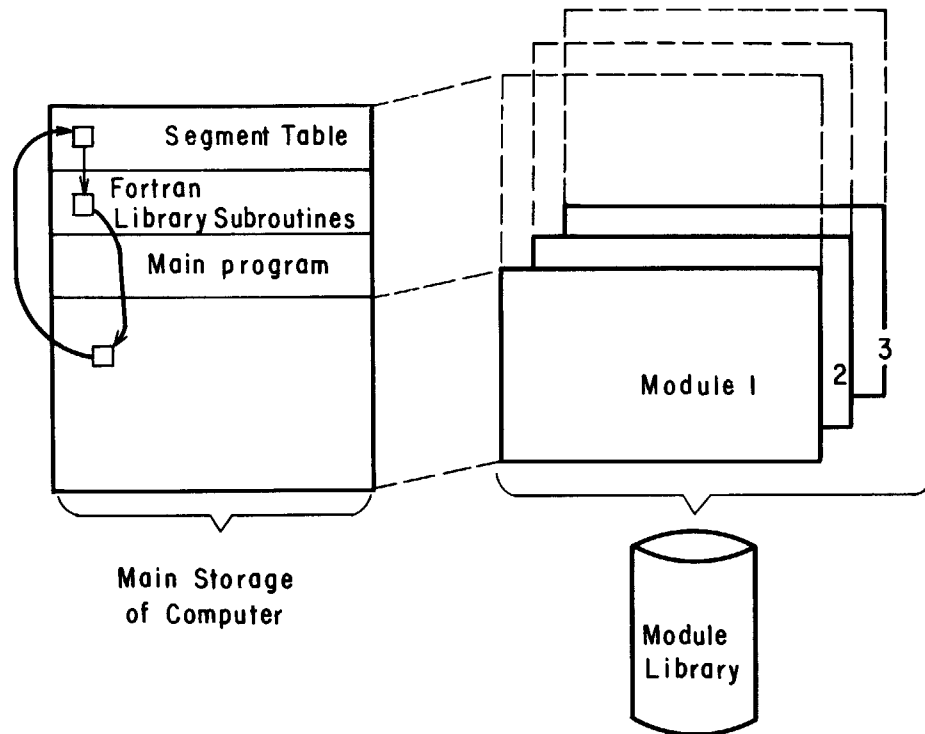 Segment Table
Fortran
Library Subroutines
Main program
Main Storage
of Computer
Module 1
2
3
Module
Library